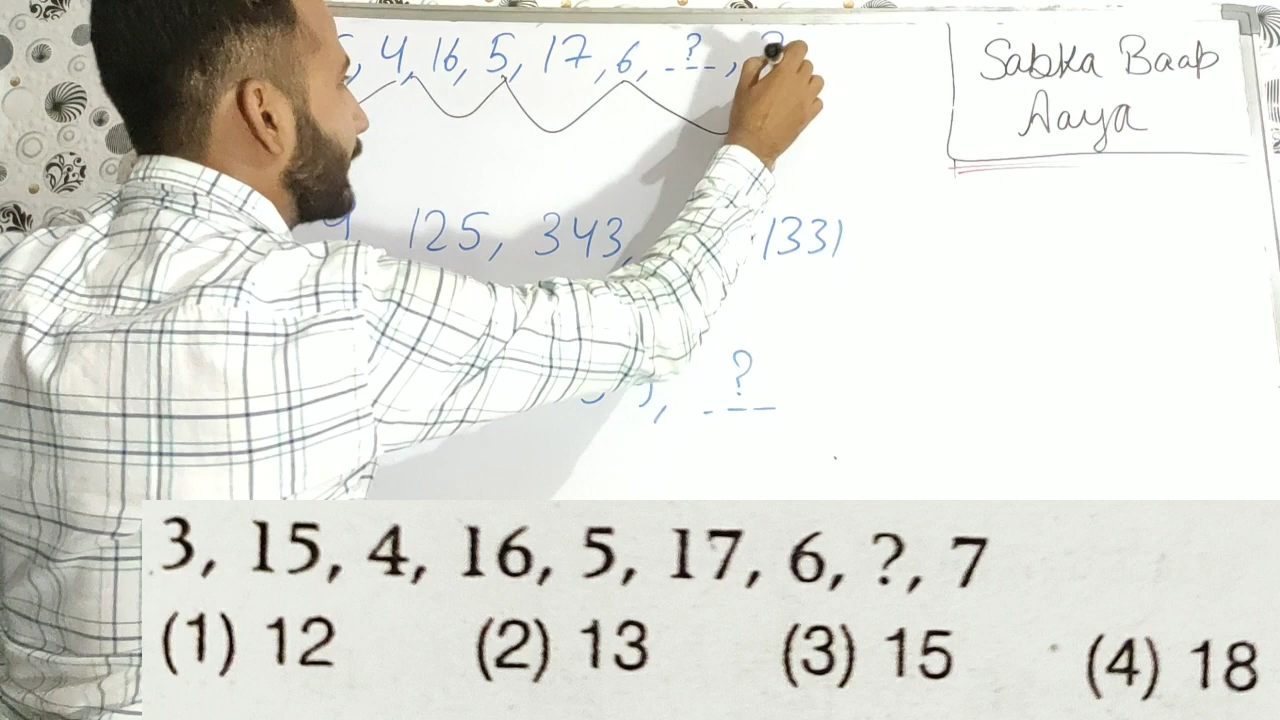 4, 16, 5, 17, 6, ?,
Sabka Baap
Aaya
125, 343, 1331
?
3, 15, 4, 16, 5, 17, 6, ?, 7
(1) 12 (2) 13 (3) 15 (4) 18